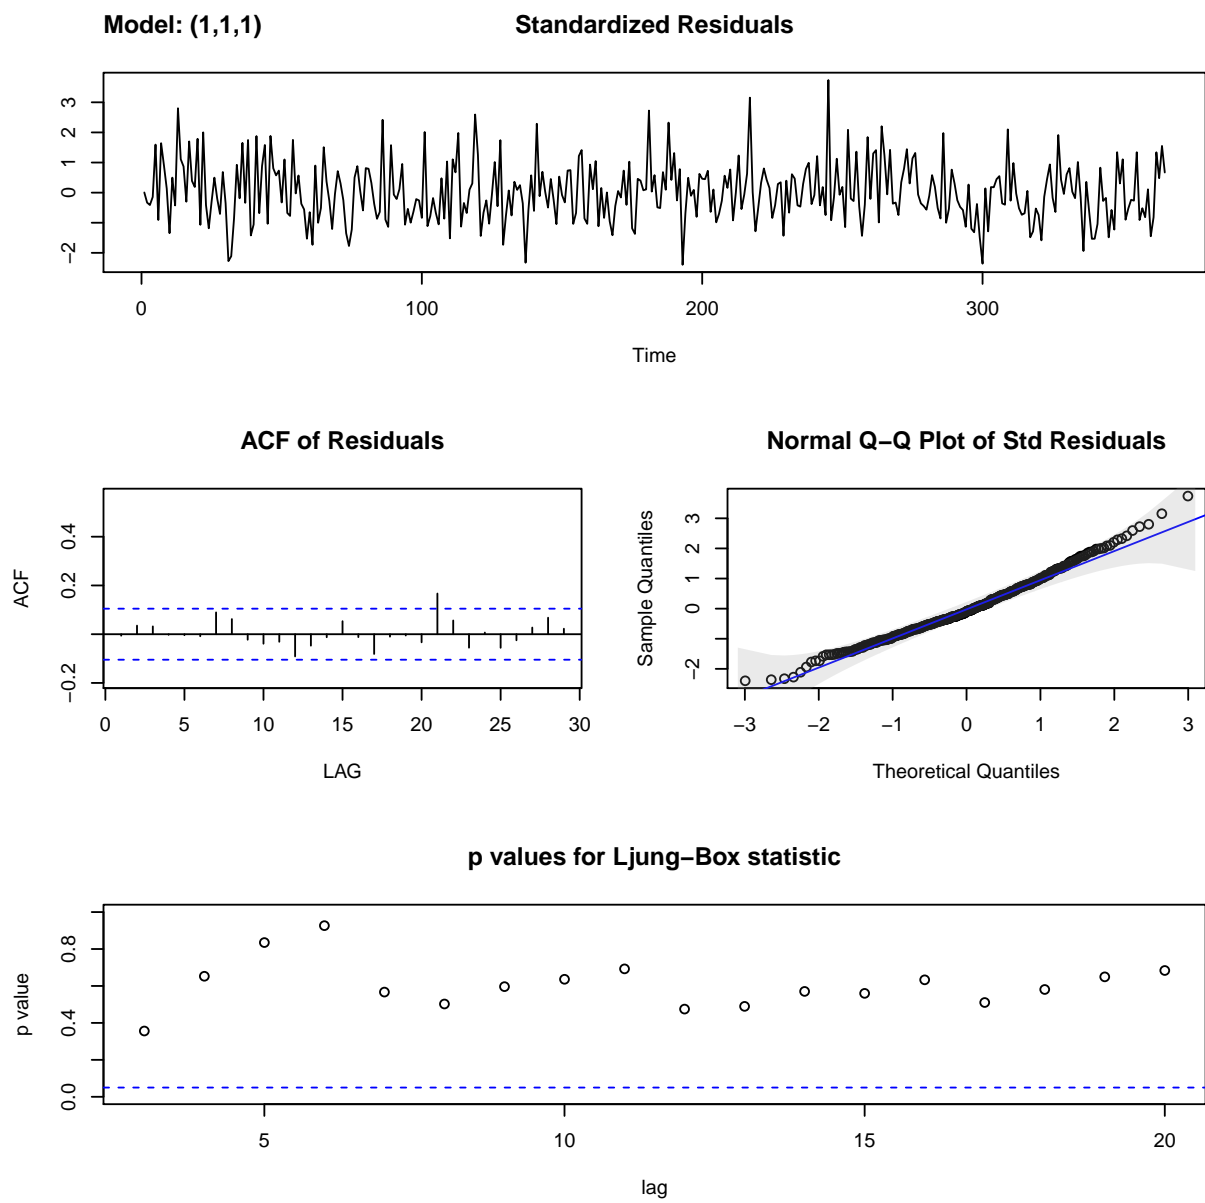 Model: (1,1,1) Standardized Residuals
3
2
1
0
−2
0 100 200 300
Time
ACF of Residuals
ACF
0.4
0.2
−0.2
0 5 10 15 20 25 30
LAG
Normal Q−Q Plot of Std Residuals
Sample Quantiles
3
2
1
0
−2
−3 −2 −1 0 1 2 3
Theoretical Quantiles
p values for Ljung−Box statistic
p value
0.8
0.4
0.0
5 10 15 20
lag